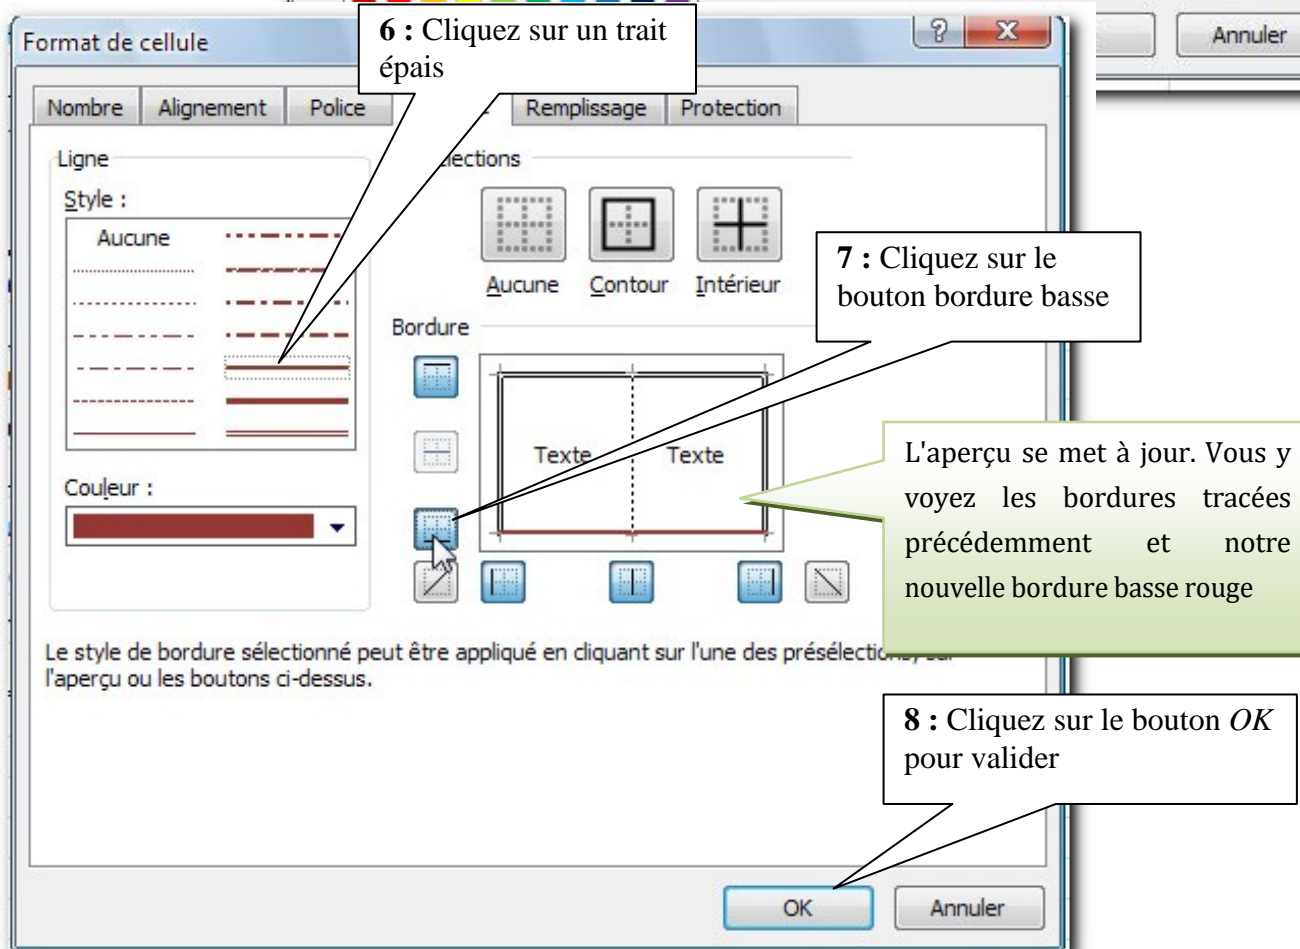 6 : Cliquez sur un trait
épais
Format de cellule
Annuler
Nombre Alignement Police Remplissage Protection
Ligne
Style :
Aucune
Aucune Contour Intérieur
7 : Cliquez sur le
bouton bordure basse
Bordure
Texte Texte
L'aperçu se met à jour. Vous y
voyez les bordures tracées
précédemment et notre
nouvelle bordure basse rouge
Couleur :
Le style de bordure sélectionné peut être appliqué en cliquant sur l'une des présélections, sur
l'aperçu ou les boutons ci-dessus.
8 : Cliquez sur le bouton OK
pour valider
OK Annuler